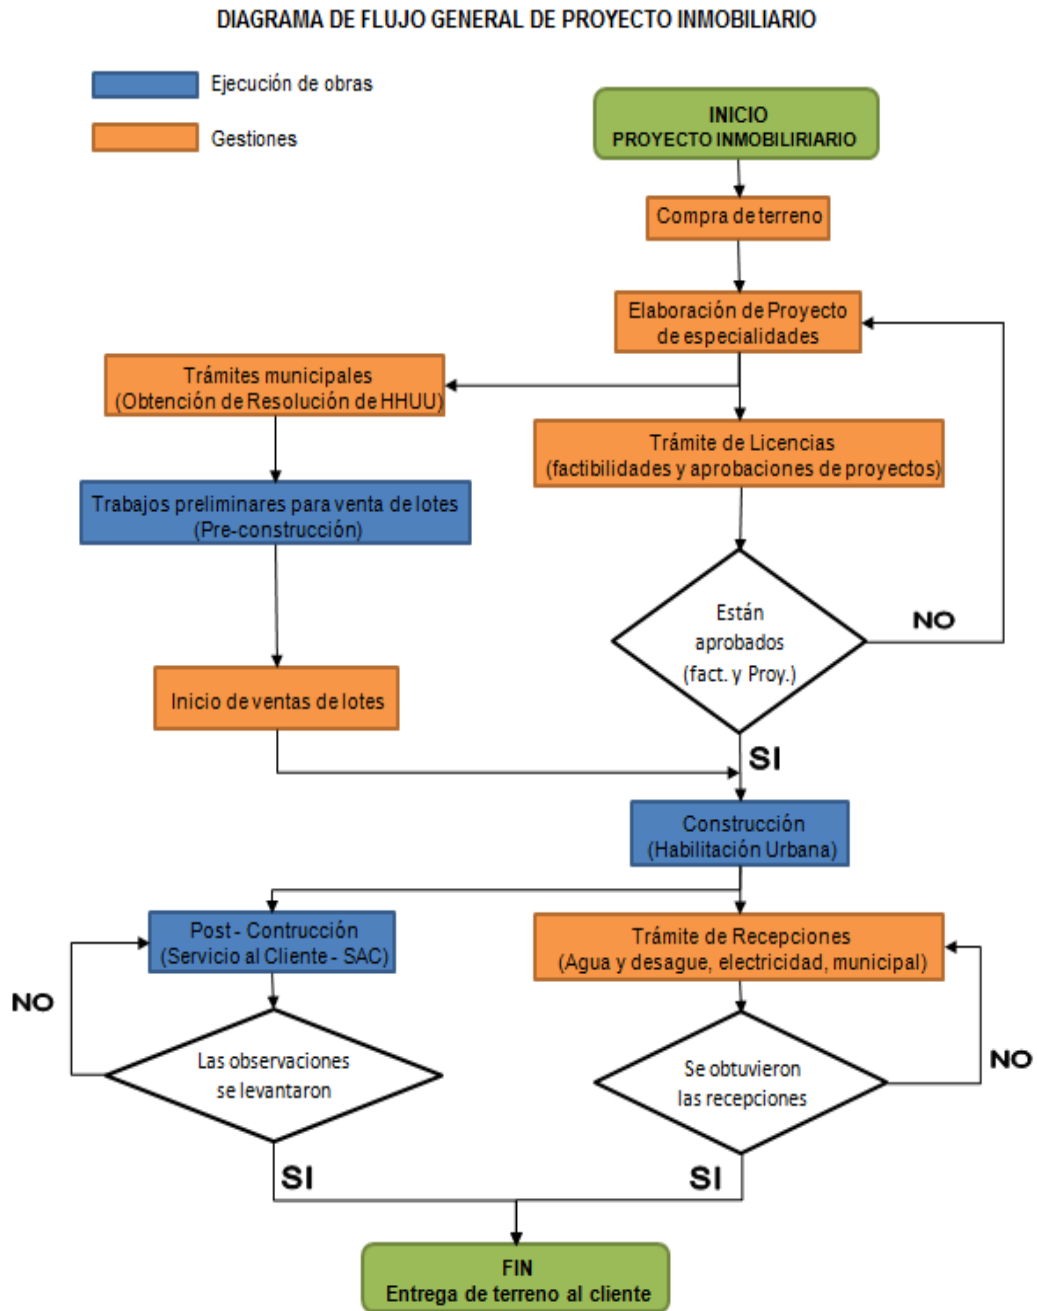 DIAGRAMA DE FLUJO GENERAL DE PROYECTO INMOBILIARIO
Ejecución de obras
Gestiones
INICIO
PROYECTO INMOBILIRIARIO
Compra de terreno
Elaboración de Proyecto
de especialidades
Trámites municipales
(Obtención de Resolución de HHUU)
Trámite de Licencias
(factibilidades y aprobaciones de proyectos)
Trabajos preliminares para venta de lotes
(Pre-construcción)
Están
aprobados
(fact. y Proy.)
NO
Inicio de ventas de lotes
SI
Construcción
(Habilitación Urbana)
Post - Contrucción
(Servicio al Cliente - SAC)
Trámite de Recepciones
(Agua y desague, electricidad, municipal)
NO
Las observaciones
se levantaron
Se obtuvieron
las recepciones
NO
SI
SI
FIN
Entrega de terreno al cliente